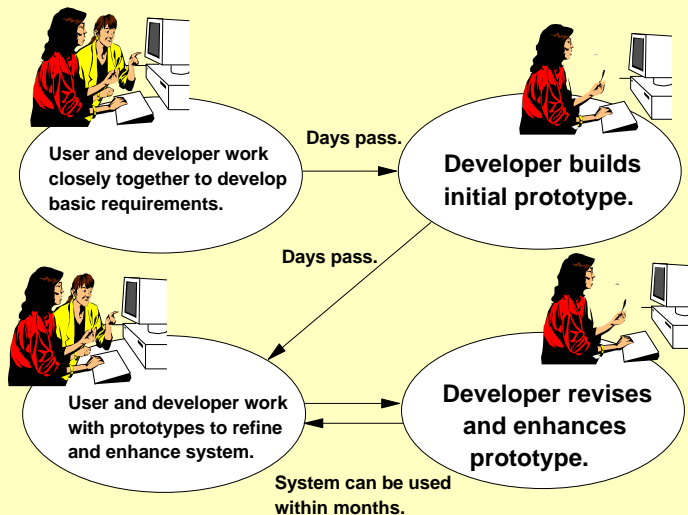 Days pass.
User and developer work
closely together to develop
basic requirements.
Developer builds
initial prototype.
Days pass.
User and developer work
with prototypes to refine
and enhance system.
Developer revises
and enhances
prototype.
System can be used
within months.